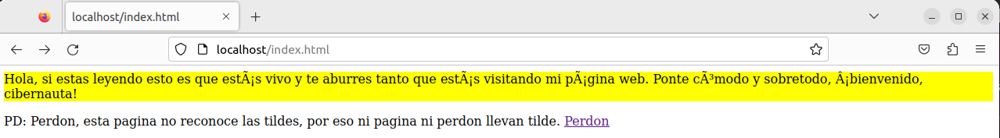 localhost/index.html
localhost/index.html
Hola, si estas leyendo esto es que estÃ¡s vivo y te aburres tanto que estÃ¡s visitando mi pÃ¡gina web. Ponte cÃ³modo y sobretodo, Â¡bienvenido,
cibernauta!
PD: Perdon, esta pagina no reconoce las tildes, por eso ni pagina ni perdon llevan tilde. Perdon